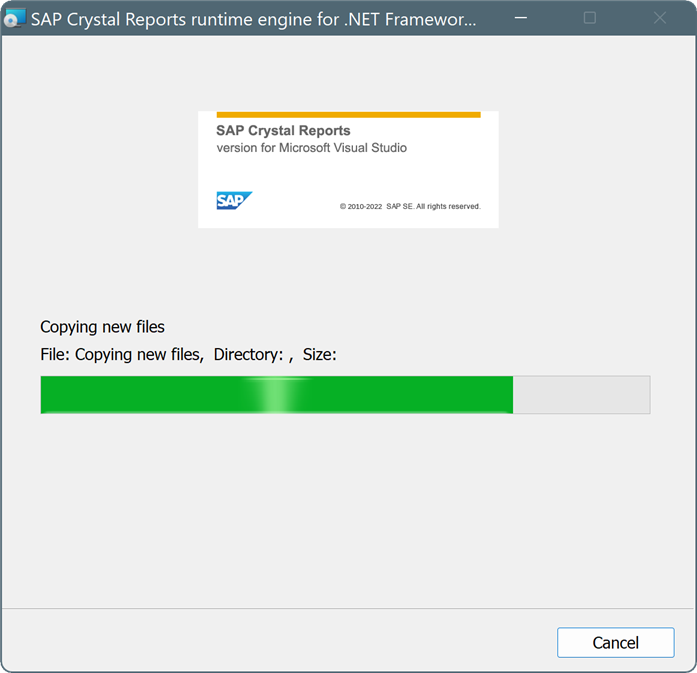 SAP Crystal Reports runtime engine for .NET Framewor...
SAP Crystal Reports
version for Microsoft Visual Studio
SAP
© 2010-2022 SAP SE. All rights reserved.
Copying new files
File: Copying new files, Directory: , Size:
Cancel